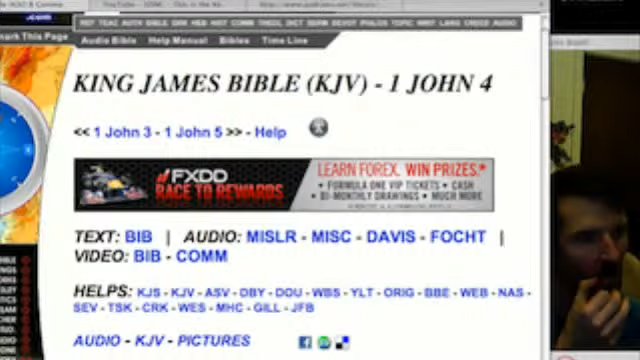 mark This Page
Audio Bible Help Manual Bibles Time Line
KING JAMES BIBLE (KJV) - 1 JOHN 4
<< 1 John 3 - 1 John 5 >> - Help
FXDD
RACE TO REWARDS
LEARN FOREX. WIN PRIZES.*
• FORMULA ONE VIP TICKETS • CASH
• BI-MONTHLY DRAWINGS • MUCH MORE
TEXT: BIB | AUDIO: MISLR - MISC - DAVIS - FOCHT |
VIDEO: BIB - COMM
HELPS: KJS - KJV - ASV - DBY - DOU - WBS - YLT - ORIG - BBE - WEB - NAS -
SEV - TSK - CRK - WES - MHC - GILL - JFB
AUDIO - KJV - PICTURES